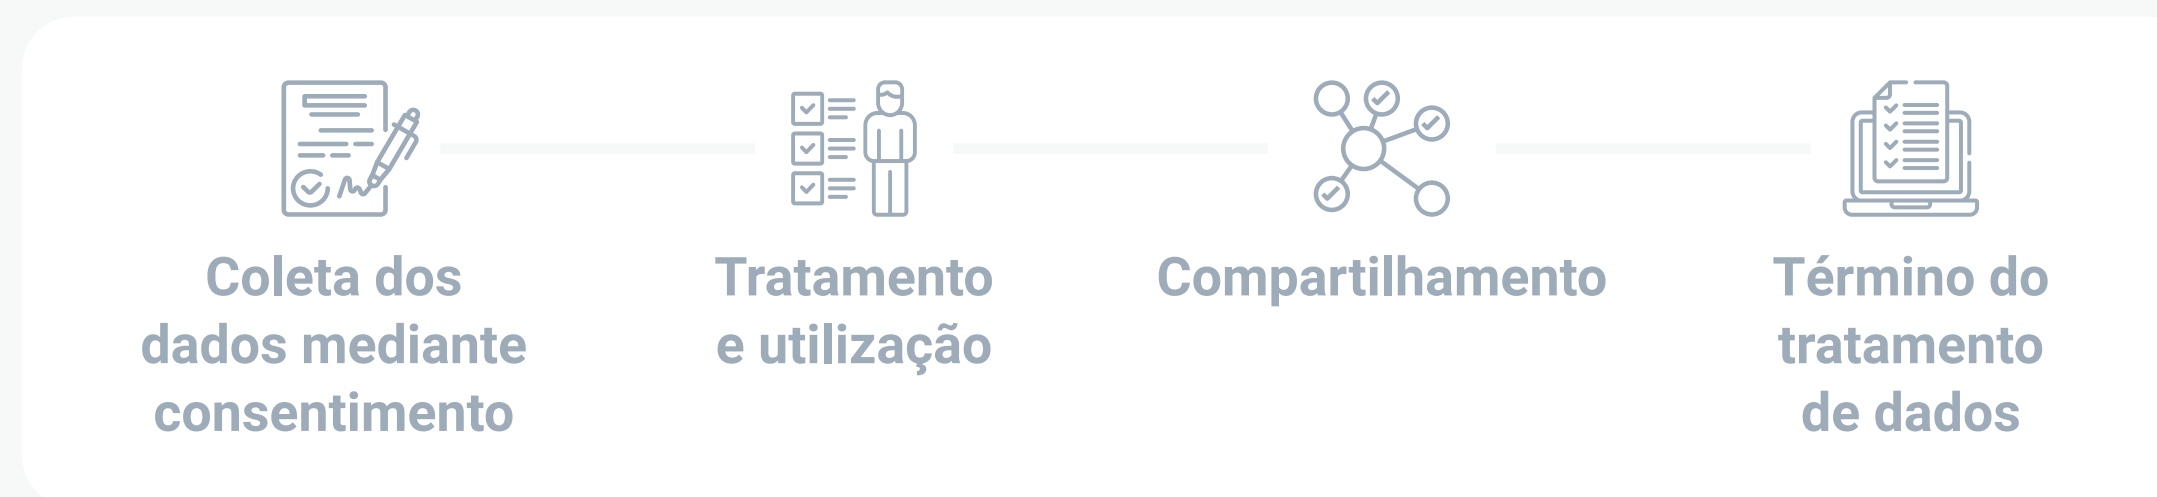 Coleta dos
dados mediante
consentimento
Tratamento
e utilização
Compartilhamento
Término do
tratamento
de dados